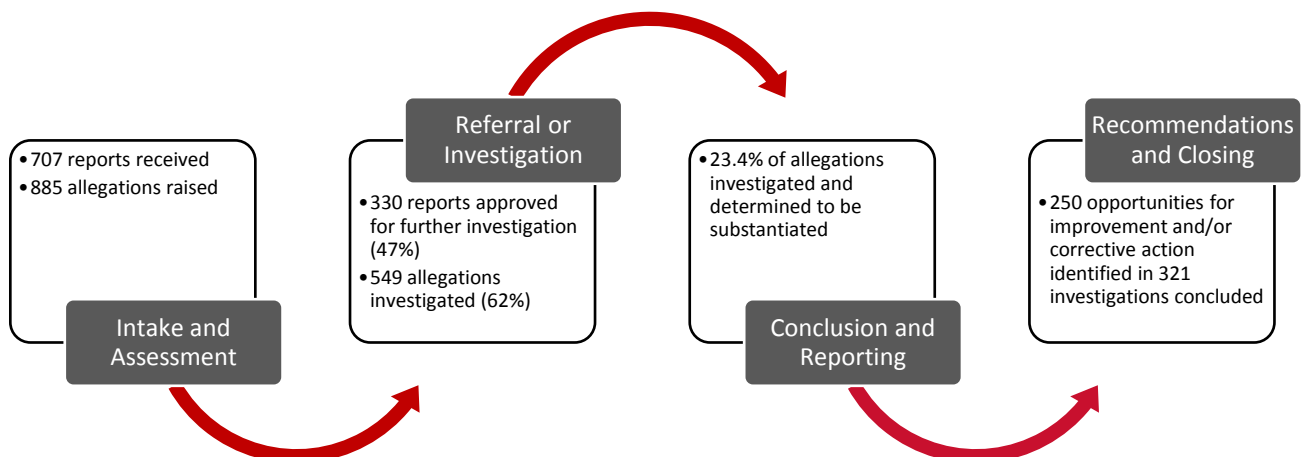 • 707 reports received
• 885 allegations raised
Intake and
Assessment
Referral or
Investigation
• 330 reports approved
for further investigation
(47%)
• 549 allegations
investigated (62%)
• 23.4% of allegations
investigated and
determined to be
substantiated
Conclusion and
Reporting
Recommendations
and Closing
• 250 opportunities for
improvement and/or
corrective action
identified in 321
investigations concluded